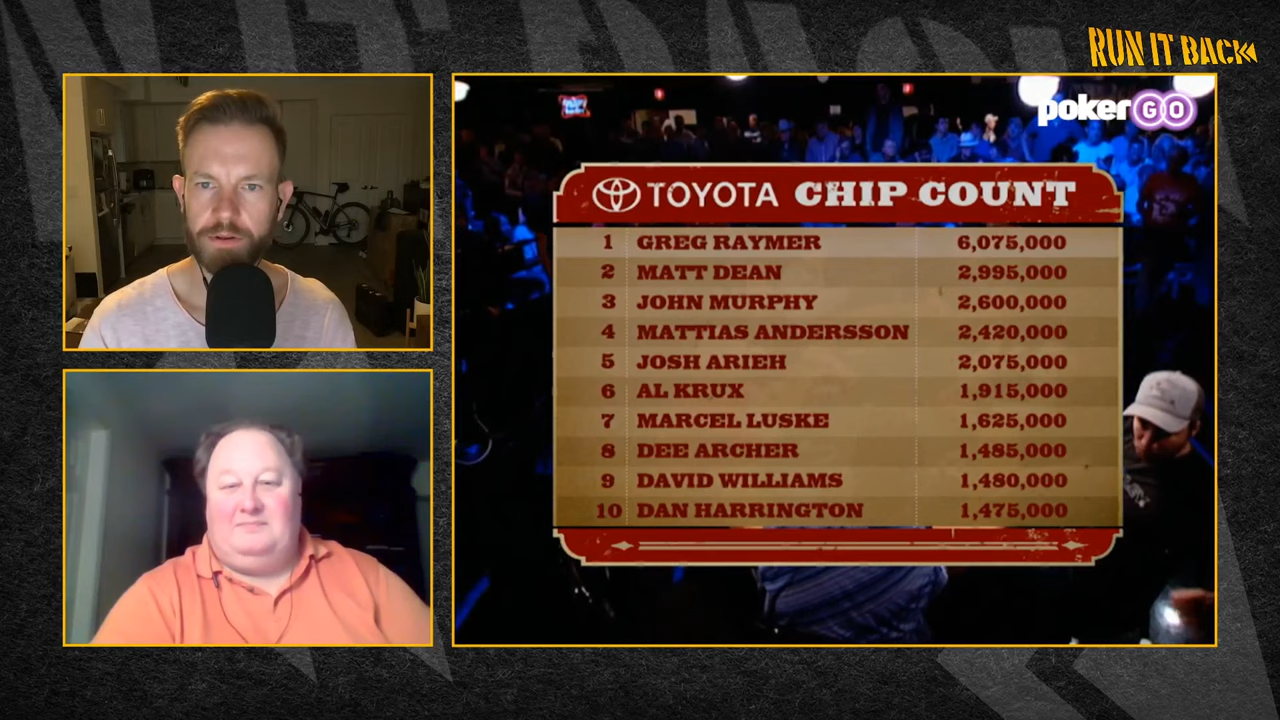 RUN IT BACK
poker GO
TOYOTA CHIP COUNT
1 GREG RAYMER 6,075,000
2 MATT DEAN 2,995,000
3 JOHN MURPHY 2,600,000
4 MATTIAS ANDERSSON 2,420,000
5 JOSH ARIEH 2,075,000
6 AL KRUX 1,915,000
7 MARCEL LUSKE 1,625,000
8 DEE ARCHER 1,485,000
9 DAVID WILLIAMS 1,480,000
10 DAN HARRINGTON 1,475,000